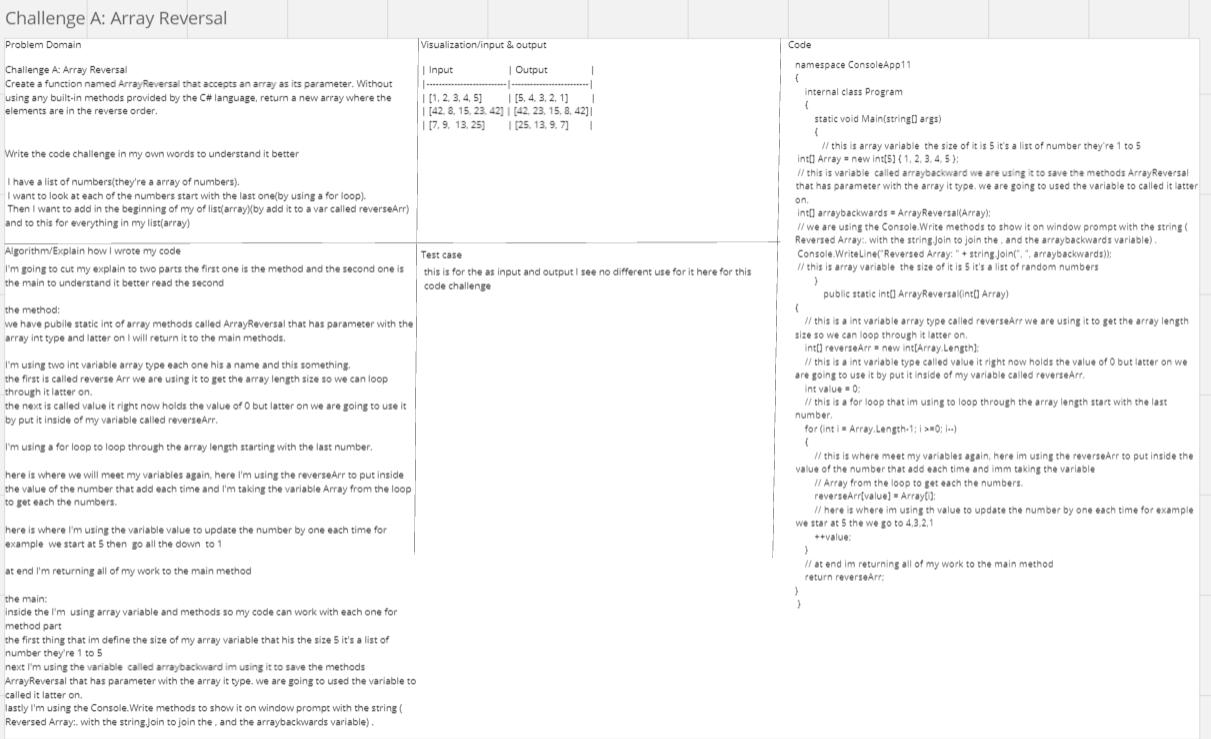 Challenge A: Array Reversal
Problem Domain
Challenge A: Array Reversal
Create a function named ArrayReversal that accepts an array as its parameter. Without
using any built-in methods provided by the C# language, return a new array where the
elements are in the reverse order.
Write the code challenge in my own words to understand it better
I have a list of numbers(they're a array of numbers).
I want to look at each of the numbers start with the last one(by using a for loop).
Then I want to add in the beginning of my of list(array)(by add it to a var called reverseArr)
and to this for everything in my list(array)
Visualization/input & output
| Input | Output |
|--------------------------|-------------------------|
| [1, 2, 3, 4, 5] | [5, 4, 3, 2, 1] |
| [42, 8, 15, 23, 42] | [42, 23, 15, 8, 42]|
| [7, 9, 13, 25] | [25, 13, 9, 7] |
Algorithm/Explain how I wrote my code
I'm going to cut my explain to two parts the first one is the method and the second one is
the main to understand it better read the second
the method:
we have pubile static int of array methods called ArrayReversal that has parameter with the
array int type and latter on I will return it to the main methods.
I'm using two int variable array type each one his a name and this something.
the first is called reverse Arr we are using it to get the array length size so we can loop
through it latter on.
the next is called value it right now holds the value of 0 but latter on we are going to use it
by put it inside of my variable called reverseArr.
I'm using a for loop to loop through the array length starting with the last number.
here is where we will meet my variables again, here I'm using the reverseArr to put inside
the value of the number that add each time and I'm taking the variable Array from the loop
to get each the numbers.
here is where I'm using the variable value to update the number by one each time for
example we start at 5 then go all the down to 1
at end I'm returning all of my work to the main method
the main:
inside the I'm using array variable and methods so my code can work with each one for
method part
the first thing that im define the size of my array variable that his the size 5 it's a list of
number they're 1 to 5
next I'm using the variable called arraybackward im using it to save the methods
ArrayReversal that has parameter with the array it type. we are going to used the variable to
called it latter on.
lastly I'm using the Console.Write methods to show it on window prompt with the string (
Reversed Array:. with the string.Join to join the , and the arraybackwards variable) .
Test case
this is for the as input and output I see no different use for it here for this
code challenge
Code
namespace ConsoleApp11
{
internal class Program
{
static void Main(string[] args)
{
// this is array variable the size of it is 5 it's a list of number they're 1 to 5
int[] Array = new int[5] { 1, 2, 3, 4, 5 };
// this is variable called arraybackward we are using it to save the methods ArrayReversal
that has parameter with the array it type. we are going to used the variable to called it latter
on.
int[] arraybackwards = ArrayReversal(Array);
// we are using the Console.Write methods to show it on window prompt with the string (
Reversed Array:. with the string.Join to join the , and the arraybackwards variable) .
Console.WriteLine("Reversed Array: " + string.Join(", ", arraybackwards));
// this is array variable the size of it is 5 it's a list of random numbers
}
public static int[] ArrayReversal(int[] Array)
{
// this is a int variable array type called reverseArr we are using it to get the array length
size so we can loop through it latter on.
int[] reverseArr = new int[Array.Length];
// this is a int variable type called value it right now holds the value of 0 but latter on we
are going to use it by put it inside of my variable called reverseArr.
int value = 0;
// this is a for loop that im using to loop through the array length start with the last
number.
for (int i = Array.Length-1; i >=0; i--)
{
// this is where meet my variables again, here im using the reverseArr to put inside the
value of the number that add each time and imm taking the variable
// Array from the loop to get each the numbers.
reverseArr[value] = Array[i];
// here is where im using th value to update the number by one each time for example
we star at 5 the we go to 4,3,2,1
++value;
}
// at end im returning all of my work to the main method
return reverseArr;
}
}